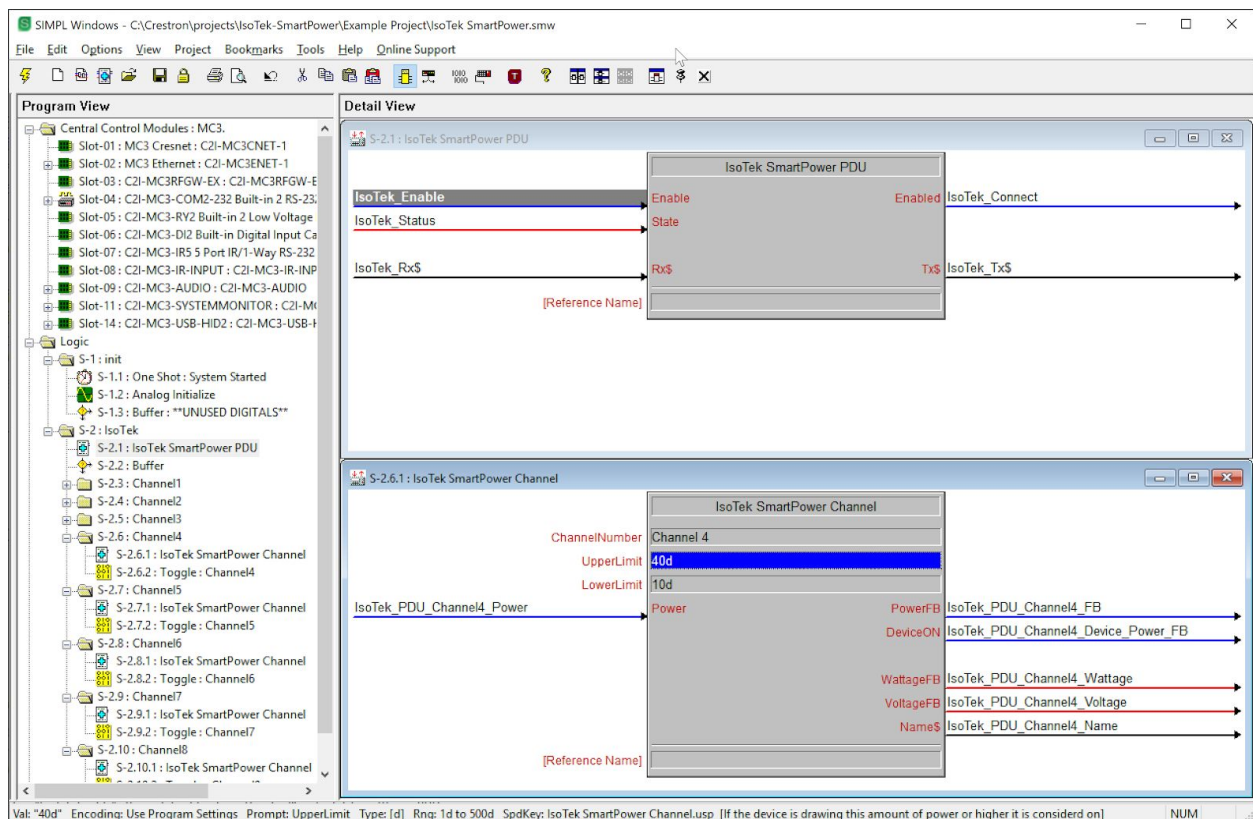 SIMPL Windows - C:\Crestron\projects\IsoTek-SmartPower\Example Project\IsoTek SmartPower.smw
File Edit Options View Project Bookmarks Tools Help Online Support
Program View
Central Control Modules : MC3.
Slot-01 : MC3 Cresnet : C2I-MC3CNET-1
Slot-02 : MC3 Ethernet : C2I-MC3ENET-1
Slot-03 : C2I-MC3RFGW-EX : C2I-MC3RFGW-E
Slot-04 : C2I-MC3-COM2-232 Built-in 2 RS-23
Slot-05 : C2I-MC3-RY2 Built-in 2 Low Voltage
Slot-06 : C2I-MC3-DI2 Built-in Digital Input Ca
Slot-07 : C2I-MC3-IR5 5 Port IR/1-Way RS-232
Slot-08 : C2I-MC3-IR-INPUT : C2I-MC3-IR-INP
Slot-09 : C2I-MC3-AUDIO : C2I-MC3-AUDIO
Slot-11 : C2I-MC3-SYSTEMMONITOR : C2I-M
Slot-14 : C2I-MC3-USB-HID2 : C2I-MC3-USB-H
Logic
S-1 : init
S-1.1 : One Shot : System Started
S-1.2 : Analog Initialize
S-1.3 : Buffer : **UNUSED DIGITALS**
S-2 : IsoTek
S-2.1 : IsoTek SmartPower PDU
S-2.2 : Buffer
S-2.3 : Channel1
S-2.4 : Channel2
S-2.5 : Channel3
S-2.6 : Channel4
S-2.6.1 : IsoTek SmartPower Channel
S-2.6.2 : Toggle : Channel4
S-2.7 : Channel5
S-2.7.1 : IsoTek SmartPower Channel
S-2.7.2 : Toggle : Channel5
S-2.8 : Channel6
S-2.8.1 : IsoTek SmartPower Channel
S-2.8.2 : Toggle : Channel6
S-2.9 : Channel7
S-2.9.1 : IsoTek SmartPower Channel
S-2.9.2 : Toggle : Channel7
S-2.10 : Channel8
S-2.10.1 : IsoTek SmartPower Channel
Detail View
S-2.1 : IsoTek SmartPower PDU
IsoTek SmartPower PDU
IsoTek_Enable Enable Enabled IsoTek_Connect
IsoTek_Status State
IsoTek_Rx$ Rx$ Tx$ IsoTek_Tx$
[Reference Name]
S-2.6.1 : IsoTek SmartPower Channel
IsoTek SmartPower Channel
ChannelNumber Channel 4
UpperLimit 40d
LowerLimit 10d
IsoTek_PDU_Channel4_Power Power PowerFB IsoTek_PDU_Channel4_FB
DeviceON IsoTek_PDU_Channel4_Device_Power_FB
WattageFB IsoTek_PDU_Channel4_Wattage
VoltageFB IsoTek_PDU_Channel4_Voltage
Name$ IsoTek_PDU_Channel4_Name
[Reference Name]
Val: "40d" Encoding: Use Program Settings Prompt: UpperLimit Type: [d] Rng: 1d to 500d SpdKey: IsoTek SmartPower Channel.usp [If the device is drawing this amount of power or higher it is considerd on] NUM